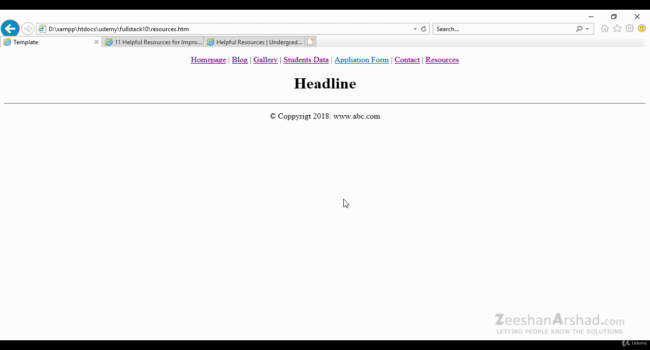 D:\xampp\htdocs\udemy\fullstack10\resources.htm
Search...
Template
11 Helpful Resources for Impro...
Helpful Resources | Undergrad...
Homepage | Blog | Gallery | Students Data | Appliation Form | Contact | Resources
Headline
© Coppyrigt 2018. www.abc.com
ZeeshanArshad.com
LETTING PEOPLE KNOW THE SOLUTIONS
Udemy